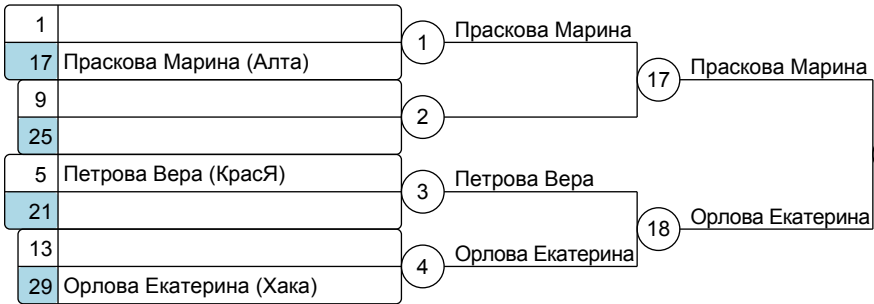 1
17 Праскова Марина (Алта)
1
Праскова Марина
9
25
2
17
Праскова Марина
5 Петрова Вера (КрасЯ)
21
3
Петрова Вера
13
29 Орлова Екатерина (Хака)
4
Орлова Екатерина
18
Орлова Екатерина